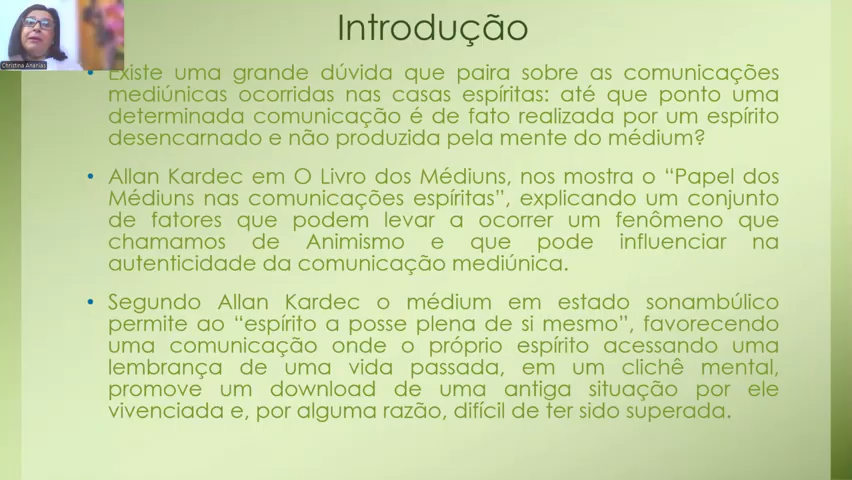 Introdução
Christina Ananias
• Existe uma grande dúvida que paira sobre as comunicações
mediúnicas ocorridas nas casas espíritas: até que ponto uma
determinada comunicação é de fato realizada por um espírito
desencarnado e não produzida pela mente do médium?
• Allan Kardec em O Livro dos Médiuns, nos mostra o “Papel dos
Médiuns nas comunicações espíritas”, explicando um conjunto
de fatores que podem levar a ocorrer um fenômeno que
chamamos de Animismo e que pode influenciar na
autenticidade da comunicação mediúnica.
• Segundo Allan Kardec o médium em estado sonambúlico
permite ao “espírito a posse plena de si mesmo”, favorecendo
uma comunicação onde o próprio espírito acessando uma
lembrança de uma vida passada, em um clichê mental,
promove um download de uma antiga situação por ele
vivenciada e, por alguma razão, difícil de ter sido superada.